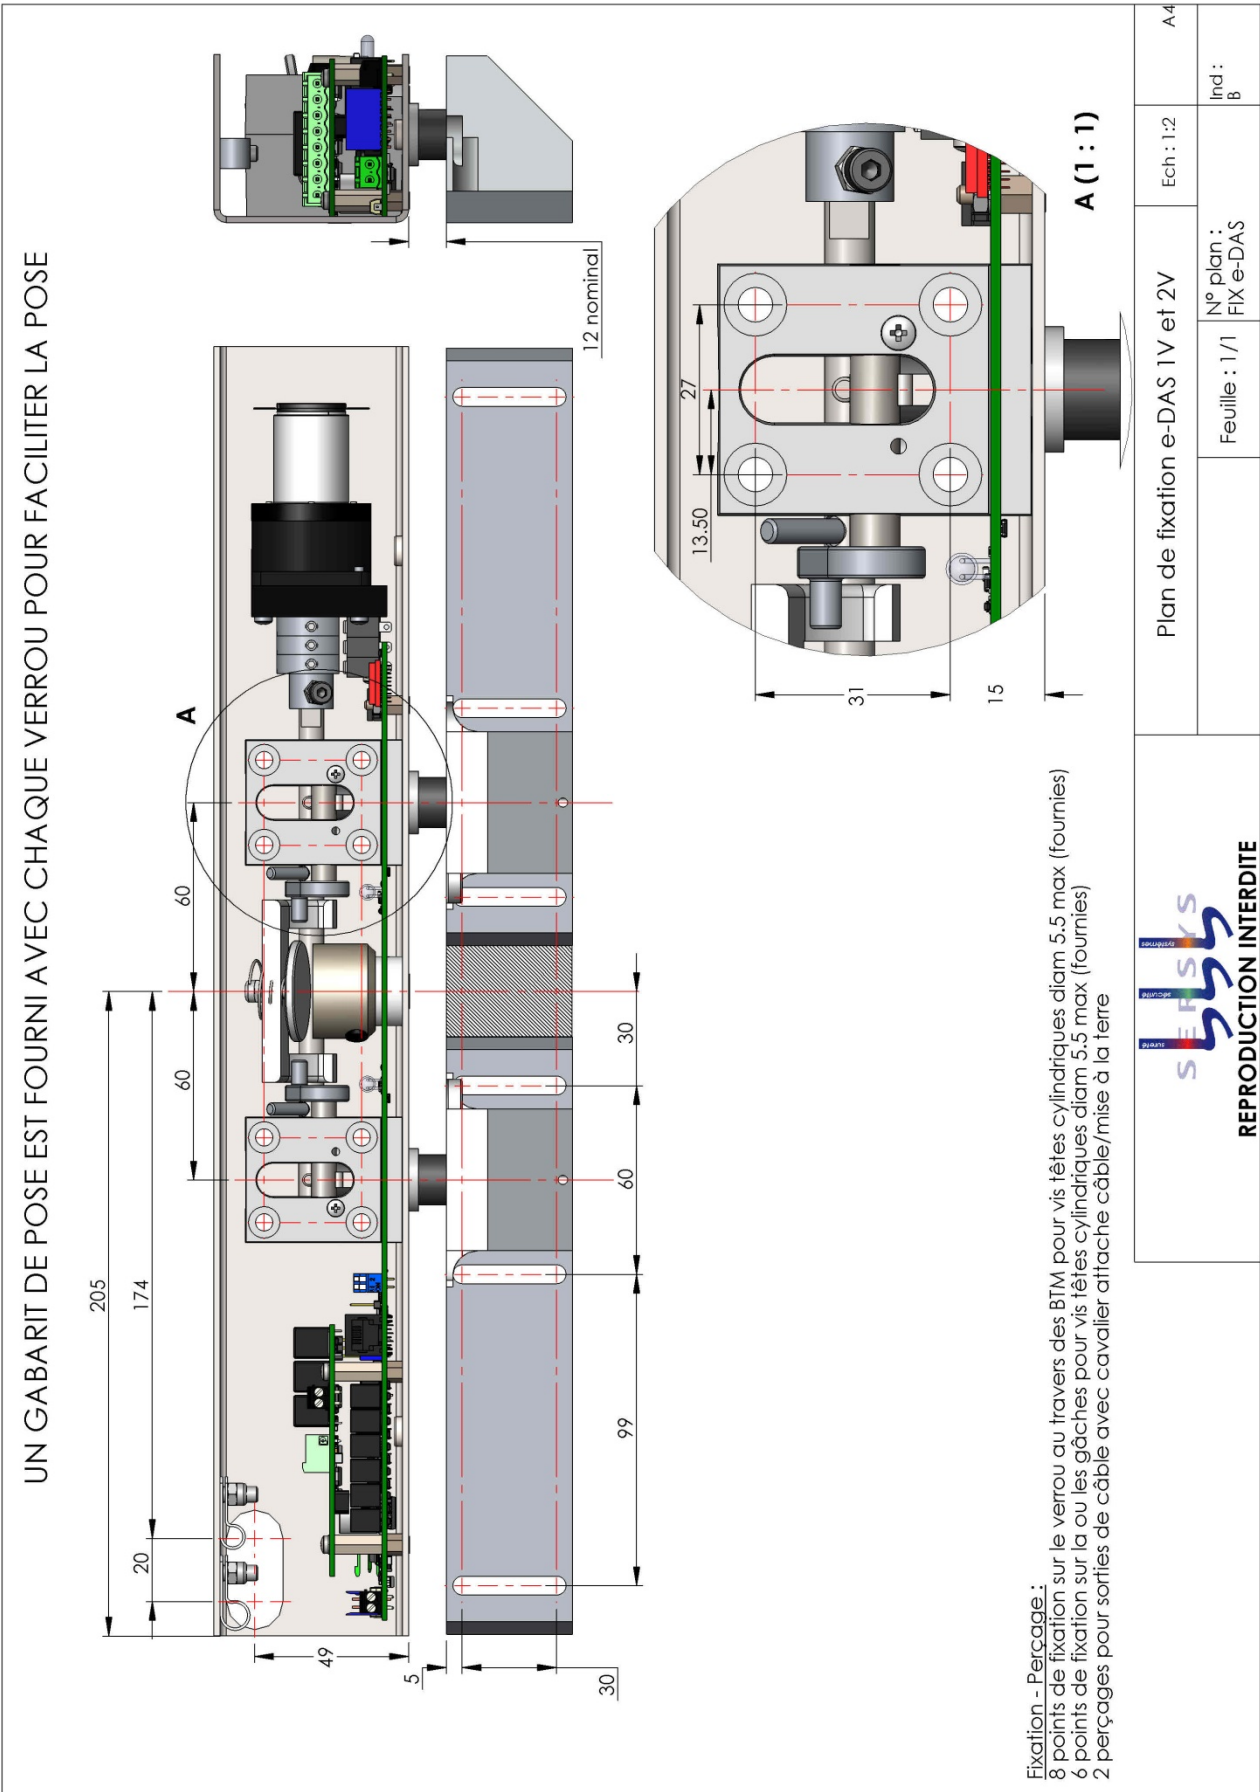 UN GABARIT DE POSE EST FOURNI AVEC CHAQUE VERROU POUR FACILITER LA POSE
205
174
20
60
60
A
49
5
30
99
60
30
12 nominal
27
13.50
31
15
A (1 : 1)
Fixation - Perçage :
8 points de fixation sur le verrou au travers des BTM pour vis têtes cylindriques diam 5.5 max (fournies)
6 points de fixation sur la ou les gâches pour vis têtes cylindriques diam 5.5 max (fournies)
2 perçages pour sorties de câble avec cavalier attache câble/mise à la terre
sureté
sécurité
systèmes
SERSYS
REPRODUCTION INTERDITE
Plan de fixation e-DAS 1V et 2V
Ech : 1:2
A4
Feuille : 1/1
N° plan :
FIX e-DAS
Ind :
B